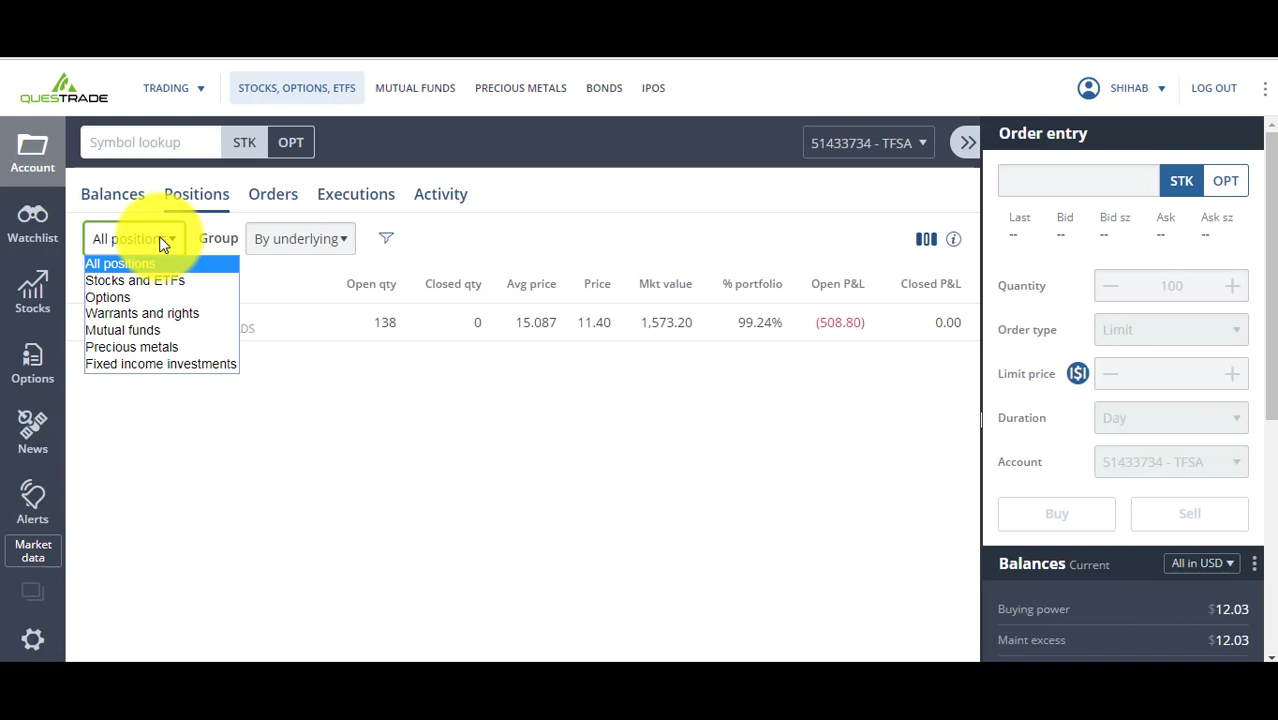 QUESTRADE
TRADING
STOCKS, OPTIONS, ETFS
MUTUAL FUNDS
PRECIOUS METALS
BONDS
IPOS
SHIHAB
LOG OUT
Account
Watchlist
Stocks
Options
News
Alerts
Market data
Symbol lookup
STK
OPT
51433734 - TFSA
Balances
Positions
Orders
Executions
Activity
All positions
Group
By underlying
All positions
Stocks and ETFs
Options
Warrants and rights
Mutual funds
Precious metals
Fixed income investments
Open qty
Closed qty
Avg price
Price
Mkt value
% portfolio
Open P&L
Closed P&L
138
0
15.087
11.40
1,573.20
99.24%
(508.80)
0.00
Order entry
STK
OPT
Last
Bid
Bid sz
Ask
Ask sz
--
--
--
--
--
Quantity
100
Order type
Limit
Limit price
Duration
Day
Account
51433734 - TFSA
Buy
Sell
Balances Current
All in USD
Buying power
$12.03
Maint excess
$12.03